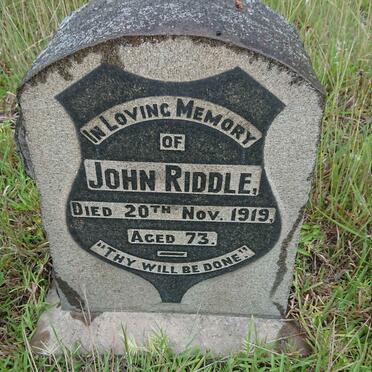 IN LOVING MEMORY
OF
JOHN RIDDLE,
DIED 20TH NOV. 1919.
AGED 73.
"THY WILL BE DONE."